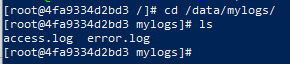 [root@4fa9334d2bd3 /]# cd /data/mylogs/
[root@4fa9334d2bd3 mylogs]# ls
access.log  error.log
[root@4fa9334d2bd3 mylogs]#